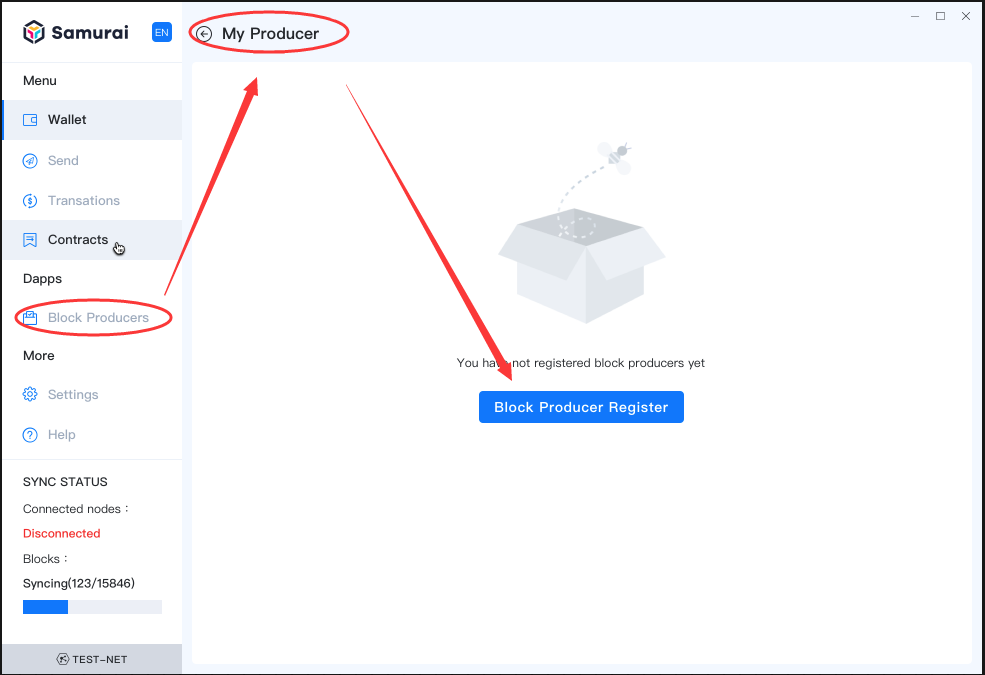 Samurai
EN
My Producer
Menu
Wallet
Send
Transations
Contracts
Dapps
Block Producers
More
Settings
Help
SYNC STATUS
Connected nodes：
Disconnected
Blocks：
Syncing(123/15846)
TEST-NET
You have not registered block producers yet
Block Producer Register